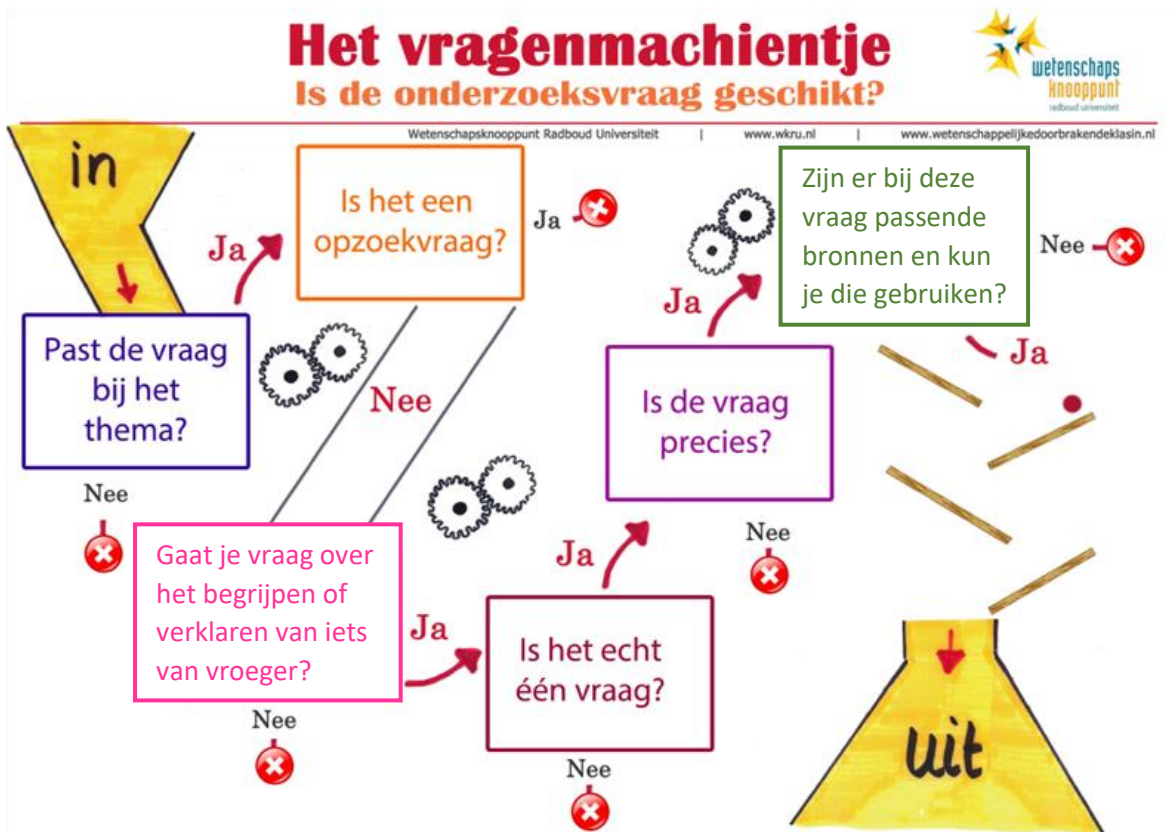 Het vragenmachientje
Is de onderzoeksvraag geschikt?
wetenschaps
knooppunt
radboud universiteit
Wetenschapsknooppunt Radboud Universiteit | www.wkru.nl | www.wetenschappelijkedoorbrakendeklasin.nl
in
Past de vraag
bij het
thema?
Nee
Ja
Is het een
opzoekvraag?
Ja
Nee
Gaat je vraag over
het begrijpen of
verklaren van iets
van vroeger?
Nee
Ja
Is het echt
één vraag?
Nee
Ja
Is de vraag
precies?
Nee
Ja
Zijn er bij deze
vraag passende
bronnen en kun
je die gebruiken?
Nee
Ja
uit